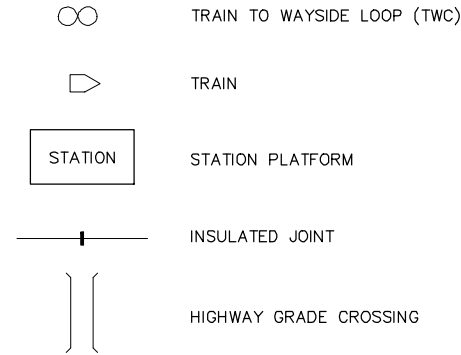 TRAIN TO WAYSIDE LOOP (TWC)
TRAIN
STATION STATION PLATFORM
INSULATED JOINT
HIGHWAY GRADE CROSSING